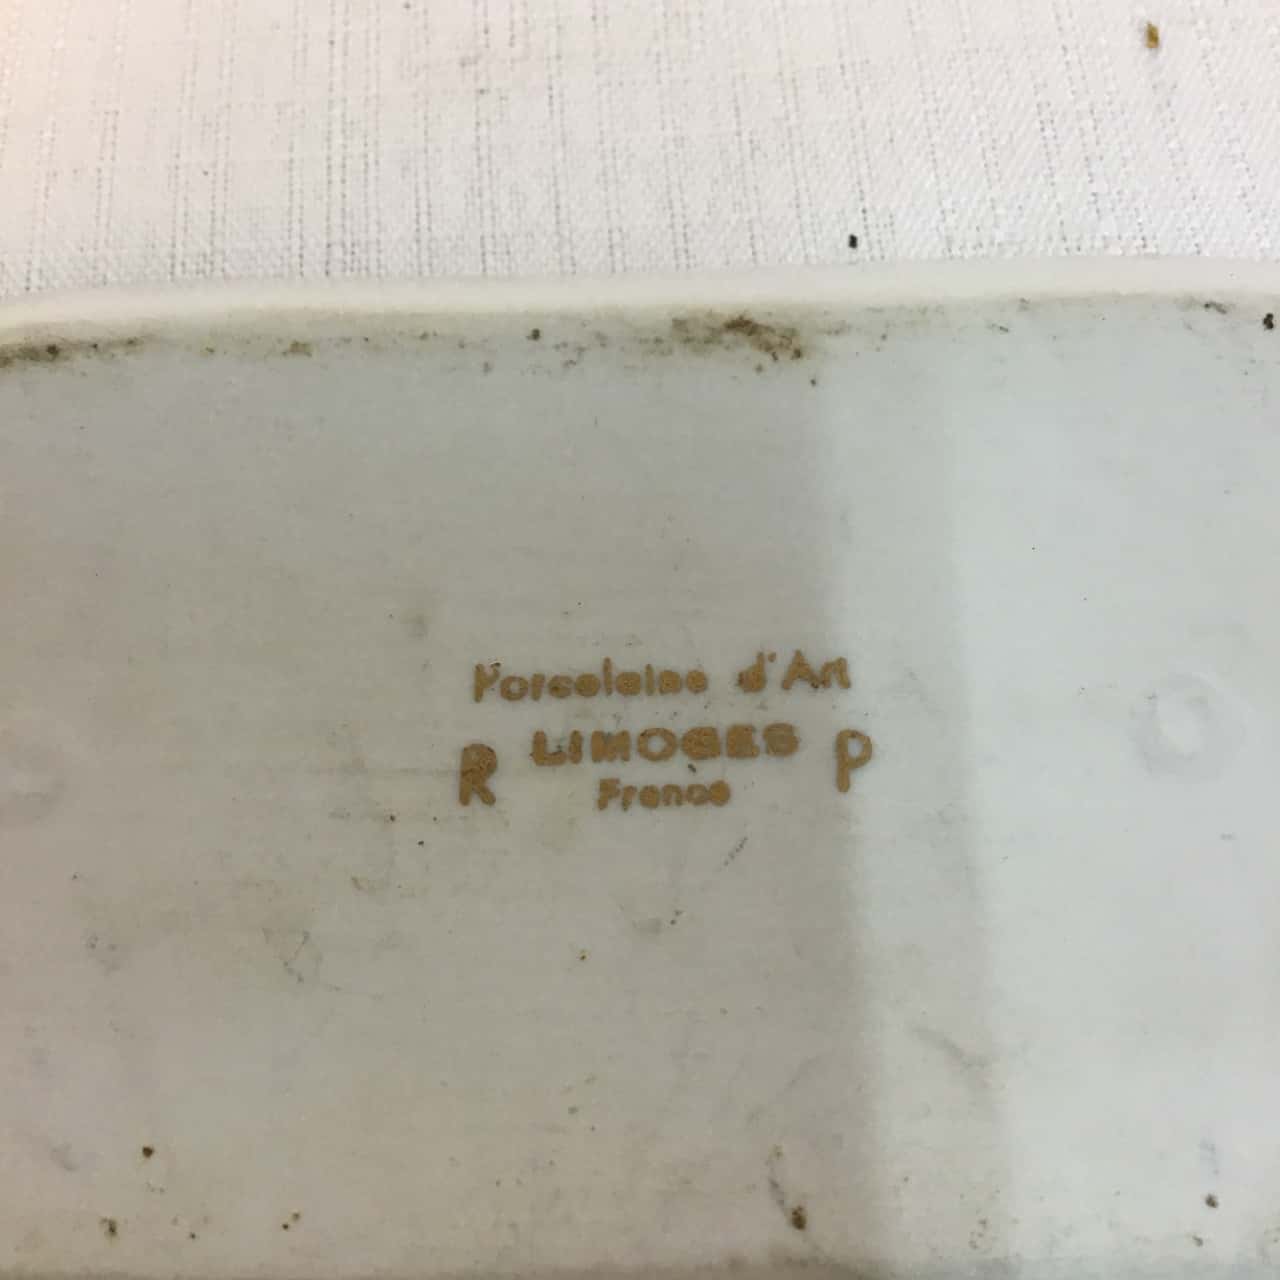 Porcelaine d'Art
R LIMOGES P
France